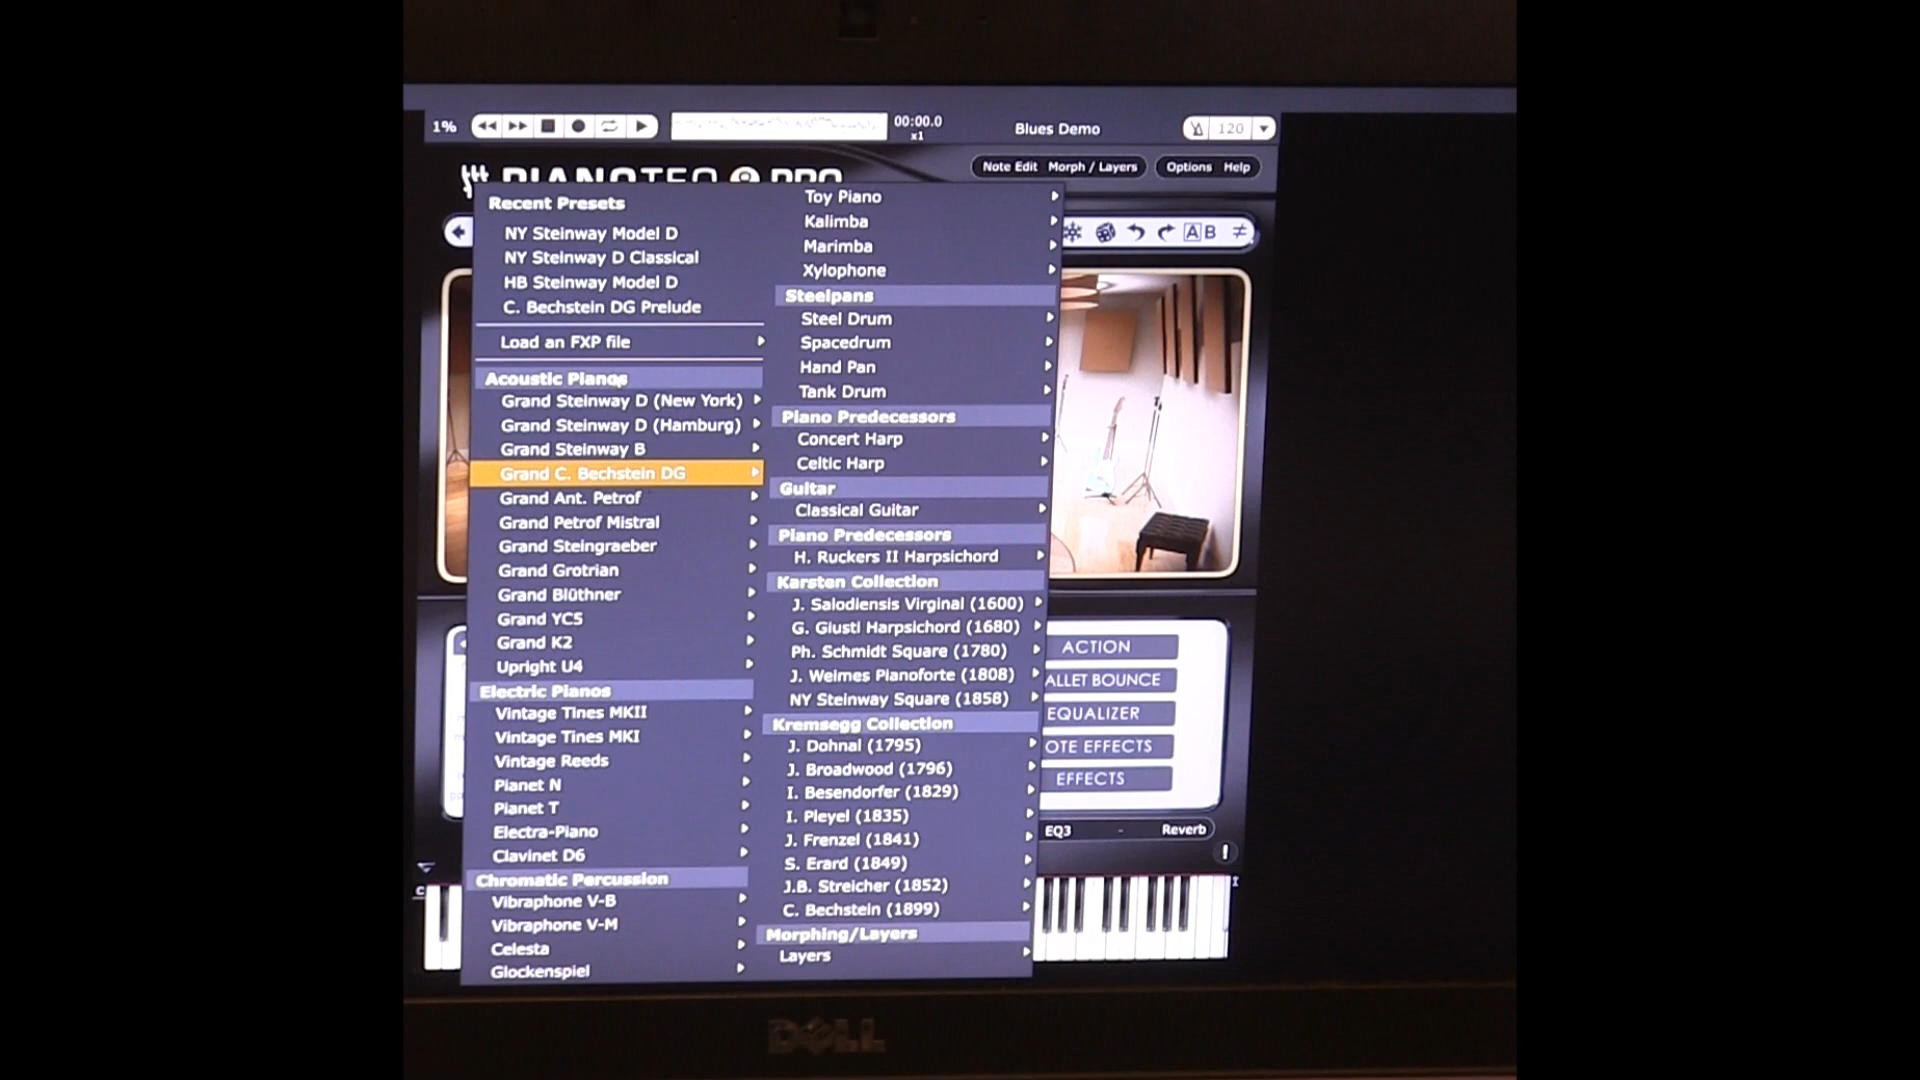 1%
00:00.0
x1
Blues Demo
120
PIANOTEQ PRO
Note Edit Morph / Layers
Options Help
Recent Presets
NY Steinway Model D
NY Steinway D Classical
HB Steinway Model D
C. Bechstein DG Prelude
Load an FXP file
Acoustic Pianos
Grand Steinway D (New York)
Grand Steinway D (Hamburg)
Grand Steinway B
Grand C. Bechstein DG
Grand Ant. Petrof
Grand Petrof Mistral
Grand Steingraeber
Grand Grotrian
Grand Blüthner
Grand YC5
Grand K2
Upright U4
Electric Pianos
Vintage Tines MKII
Vintage Tines MKI
Vintage Reeds
Pianet N
Pianet T
Electra-Piano
Clavinet D6
Chromatic Percussion
Vibraphone V-B
Vibraphone V-M
Celesta
Glockenspiel
Toy Piano
Kalimba
Marimba
Xylophone
Steelpans
Steel Drum
Spacedrum
Hand Pan
Tank Drum
Piano Predecessors
Concert Harp
Celtic Harp
Guitar
Classical Guitar
Piano Predecessors
H. Ruckers II Harpsichord
Karsten Collection
J. Salodiensis Virginal (1600)
G. Giusti Harpsichord (1680)
Ph. Schmidt Square (1780)
J. Weimes Pianoforte (1808)
NY Steinway Square (1858)
Kremsegg Collection
J. Dohnal (1795)
J. Broadwood (1796)
I. Besendorfer (1829)
I. Pleyel (1835)
J. Frenzel (1841)
S. Erard (1849)
J.B. Streicher (1852)
C. Bechstein (1899)
Morphing/Layers
Layers
AB
ACTION
ALLET BOUNCE
EQUALIZER
OTE EFFECTS
EFFECTS
EQ3 - Reverb
!
C
DELL